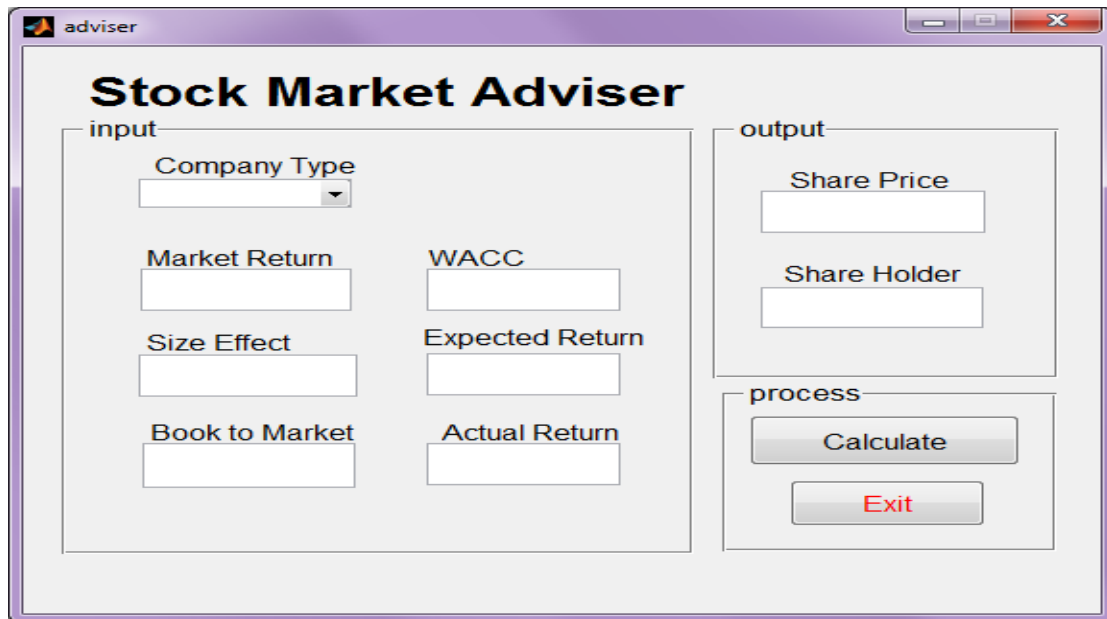 adviser
Stock Market Adviser
input
Company Type
Market Return
WACC
Size Effect
Expected Return
Book to Market
Actual Return
output
Share Price
Share Holder
process
Calculate
Exit